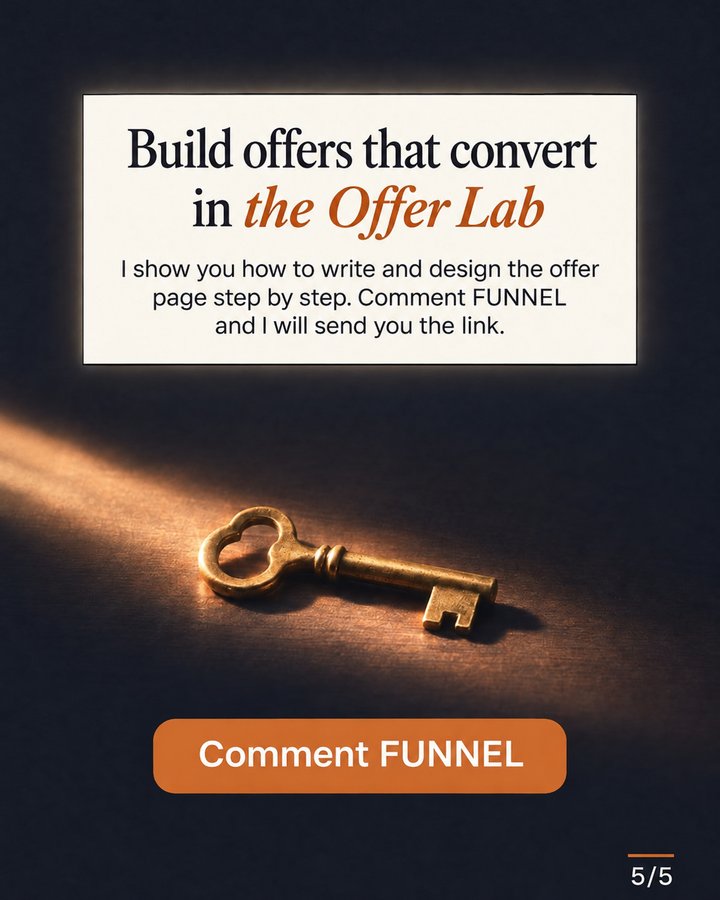 Build offers that convert
in the Offer Lab
I show you how to write and design the offer
page step by step. Comment FUNNEL
and I will send you the link.
Comment FUNNEL
5/5